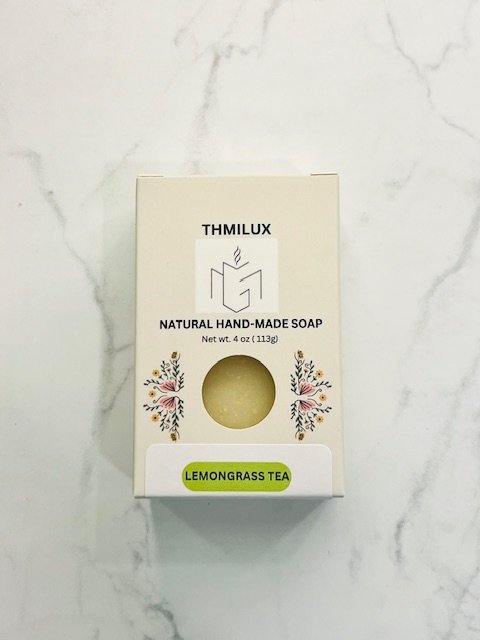 THMILUX
NATURAL HAND-MADE SOAP
Net wt. 4 oz ( 113g)
LEMONGRASS TEA